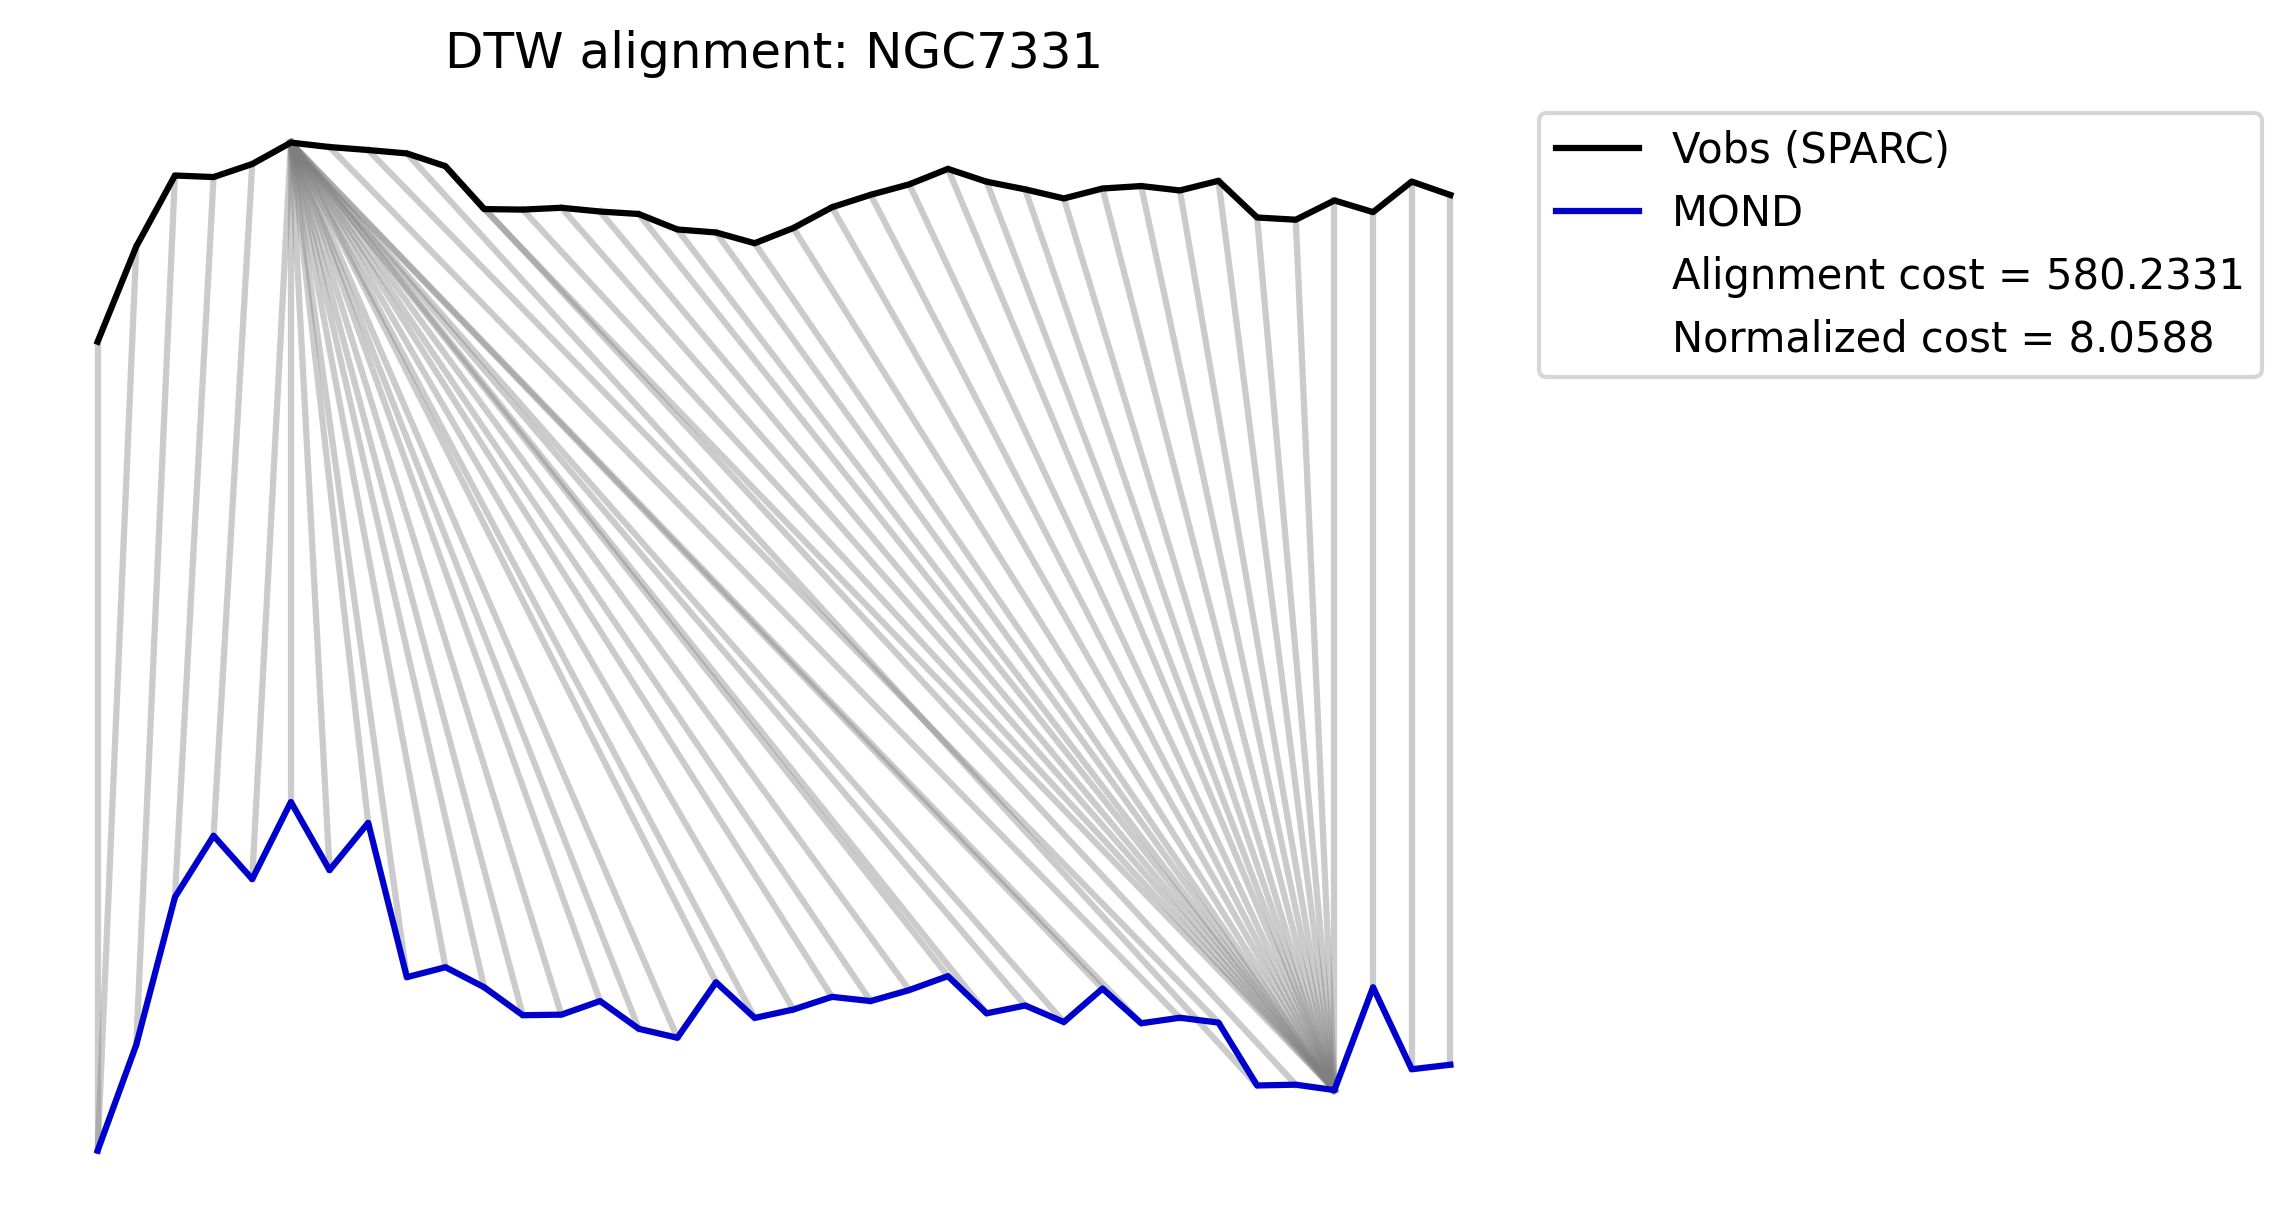 DTW alignment: NGC7331
Vobs (SPARC)
MOND
Alignment cost = 580.2331
Normalized cost = 8.0588